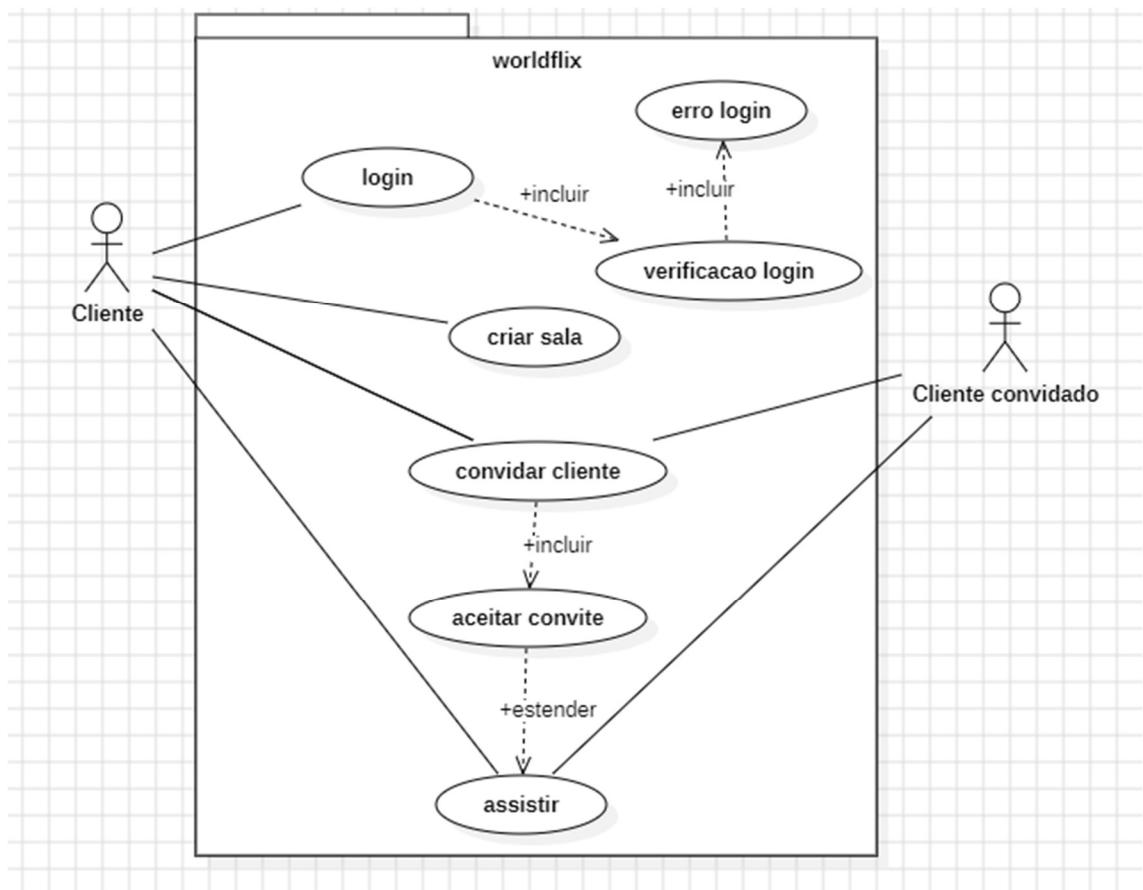 worldflix
erro login
login
+incluir
+incluir
verificacao login
Cliente
criar sala
Cliente convidado
convidar cliente
+incluir
aceitar convite
+estender
assistir